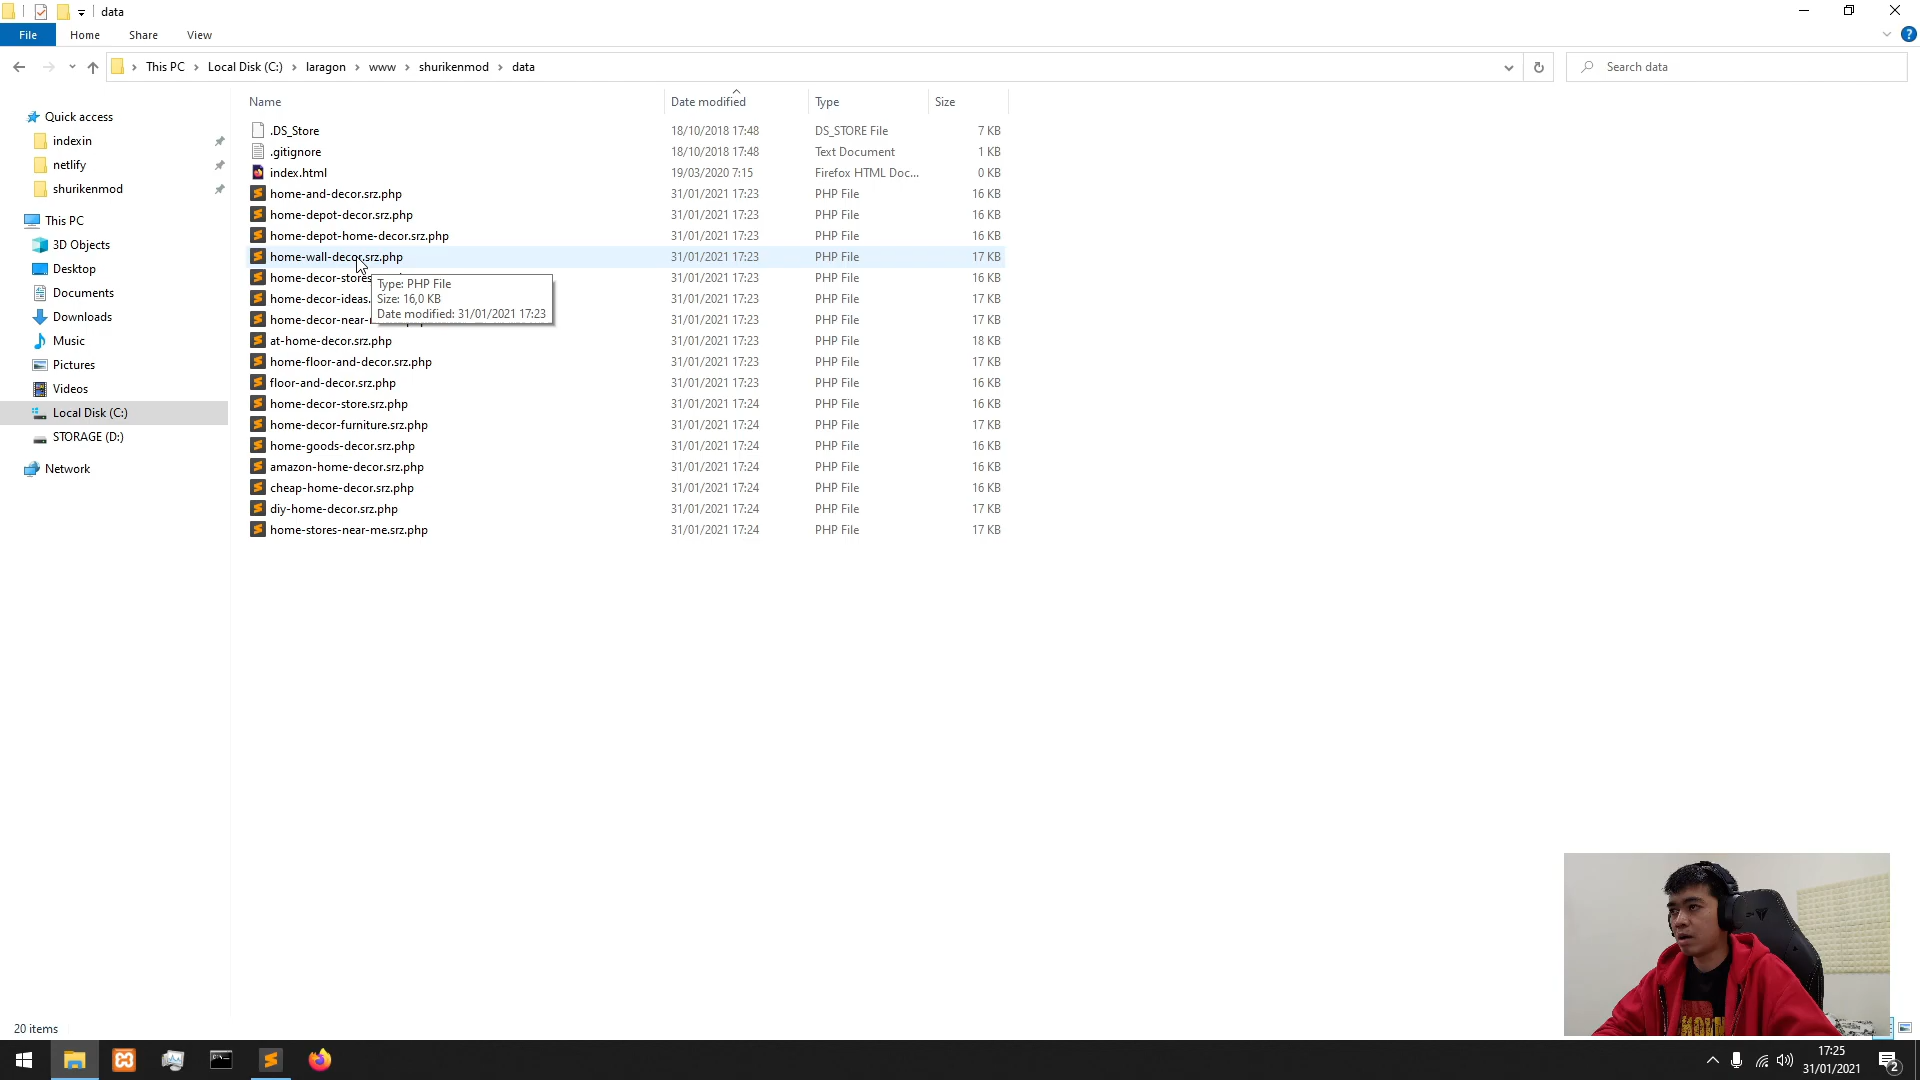 data
File Home Share View
This PC Local Disk (C:) laragon www shurikenmod data
Search data
Name Date modified Type Size
Quick access
indexin
netlify
shurikenmod
This PC
3D Objects
Desktop
Documents
Downloads
Music
Pictures
Videos
Local Disk (C:)
STORAGE (D:)
Network
.DS_Store 18/10/2018 17:48 DS_STORE File 7 KB
.gitignore 18/10/2018 17:48 Text Document 1 KB
index.html 19/03/2020 7:15 Firefox HTML Doc... 0 KB
home-and-decor.srz.php 31/01/2021 17:23 PHP File 16 KB
home-depot-decor.srz.php 31/01/2021 17:23 PHP File 16 KB
home-depot-home-decor.srz.php 31/01/2021 17:23 PHP File 16 KB
home-wall-decor.srz.php 31/01/2021 17:23 PHP File 17 KB
home-decor-stores 31/01/2021 17:23 PHP File 16 KB
home-decor-ideas. 31/01/2021 17:23 PHP File 17 KB
home-decor-near- 31/01/2021 17:23 PHP File 17 KB
Type: PHP File
Size: 16,0 KB
Date modified: 31/01/2021 17:23
at-home-decor.srz.php 31/01/2021 17:23 PHP File 18 KB
home-floor-and-decor.srz.php 31/01/2021 17:23 PHP File 17 KB
floor-and-decor.srz.php 31/01/2021 17:23 PHP File 16 KB
home-decor-store.srz.php 31/01/2021 17:24 PHP File 16 KB
home-decor-furniture.srz.php 31/01/2021 17:24 PHP File 17 KB
home-goods-decor.srz.php 31/01/2021 17:24 PHP File 16 KB
amazon-home-decor.srz.php 31/01/2021 17:24 PHP File 16 KB
cheap-home-decor.srz.php 31/01/2021 17:24 PHP File 16 KB
diy-home-decor.srz.php 31/01/2021 17:24 PHP File 17 KB
home-stores-near-me.srz.php 31/01/2021 17:24 PHP File 17 KB
20 items
17:25
31/01/2021
2